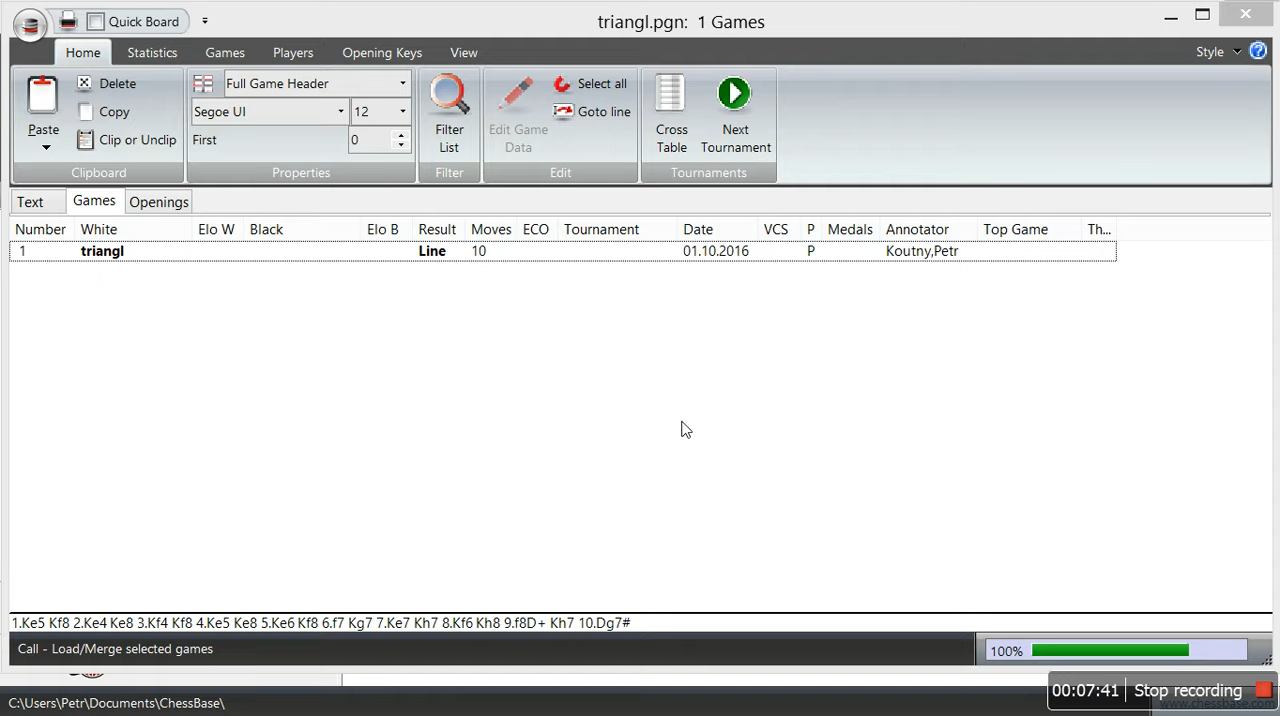 Quick Board
triangl.pgn: 1 Games
Home Statistics Games Players Opening Keys View Style
Paste Delete Copy Clip or Unclip Clipboard
Full Game Header
Segoe UI 12
First 0
Properties
Filter List
Filter
Edit Game Data Select all Goto line
Edit
Cross Table Next Tournament
Tournaments
Text Games Openings
Number White Elo W Black Elo B Result Moves ECO Tournament Date VCS P Medals Annotator Top Game Th...
1 triangl Line 10 01.10.2016 P Koutny,Petr
1.Ke5 Kf8 2.Ke4 Ke8 3.Kf4 Kf8 4.Ke5 Ke8 5.Ke6 Kf8 6.f7 Kg7 7.Ke7 Kh7 8.Kf6 Kh8 9.f8D+ Kh7 10.Dg7#
Call - Load/Merge selected games 100%
00:07:41 Stop recording
C:\Users\Petr\Documents\ChessBase\ www.chessbase.com